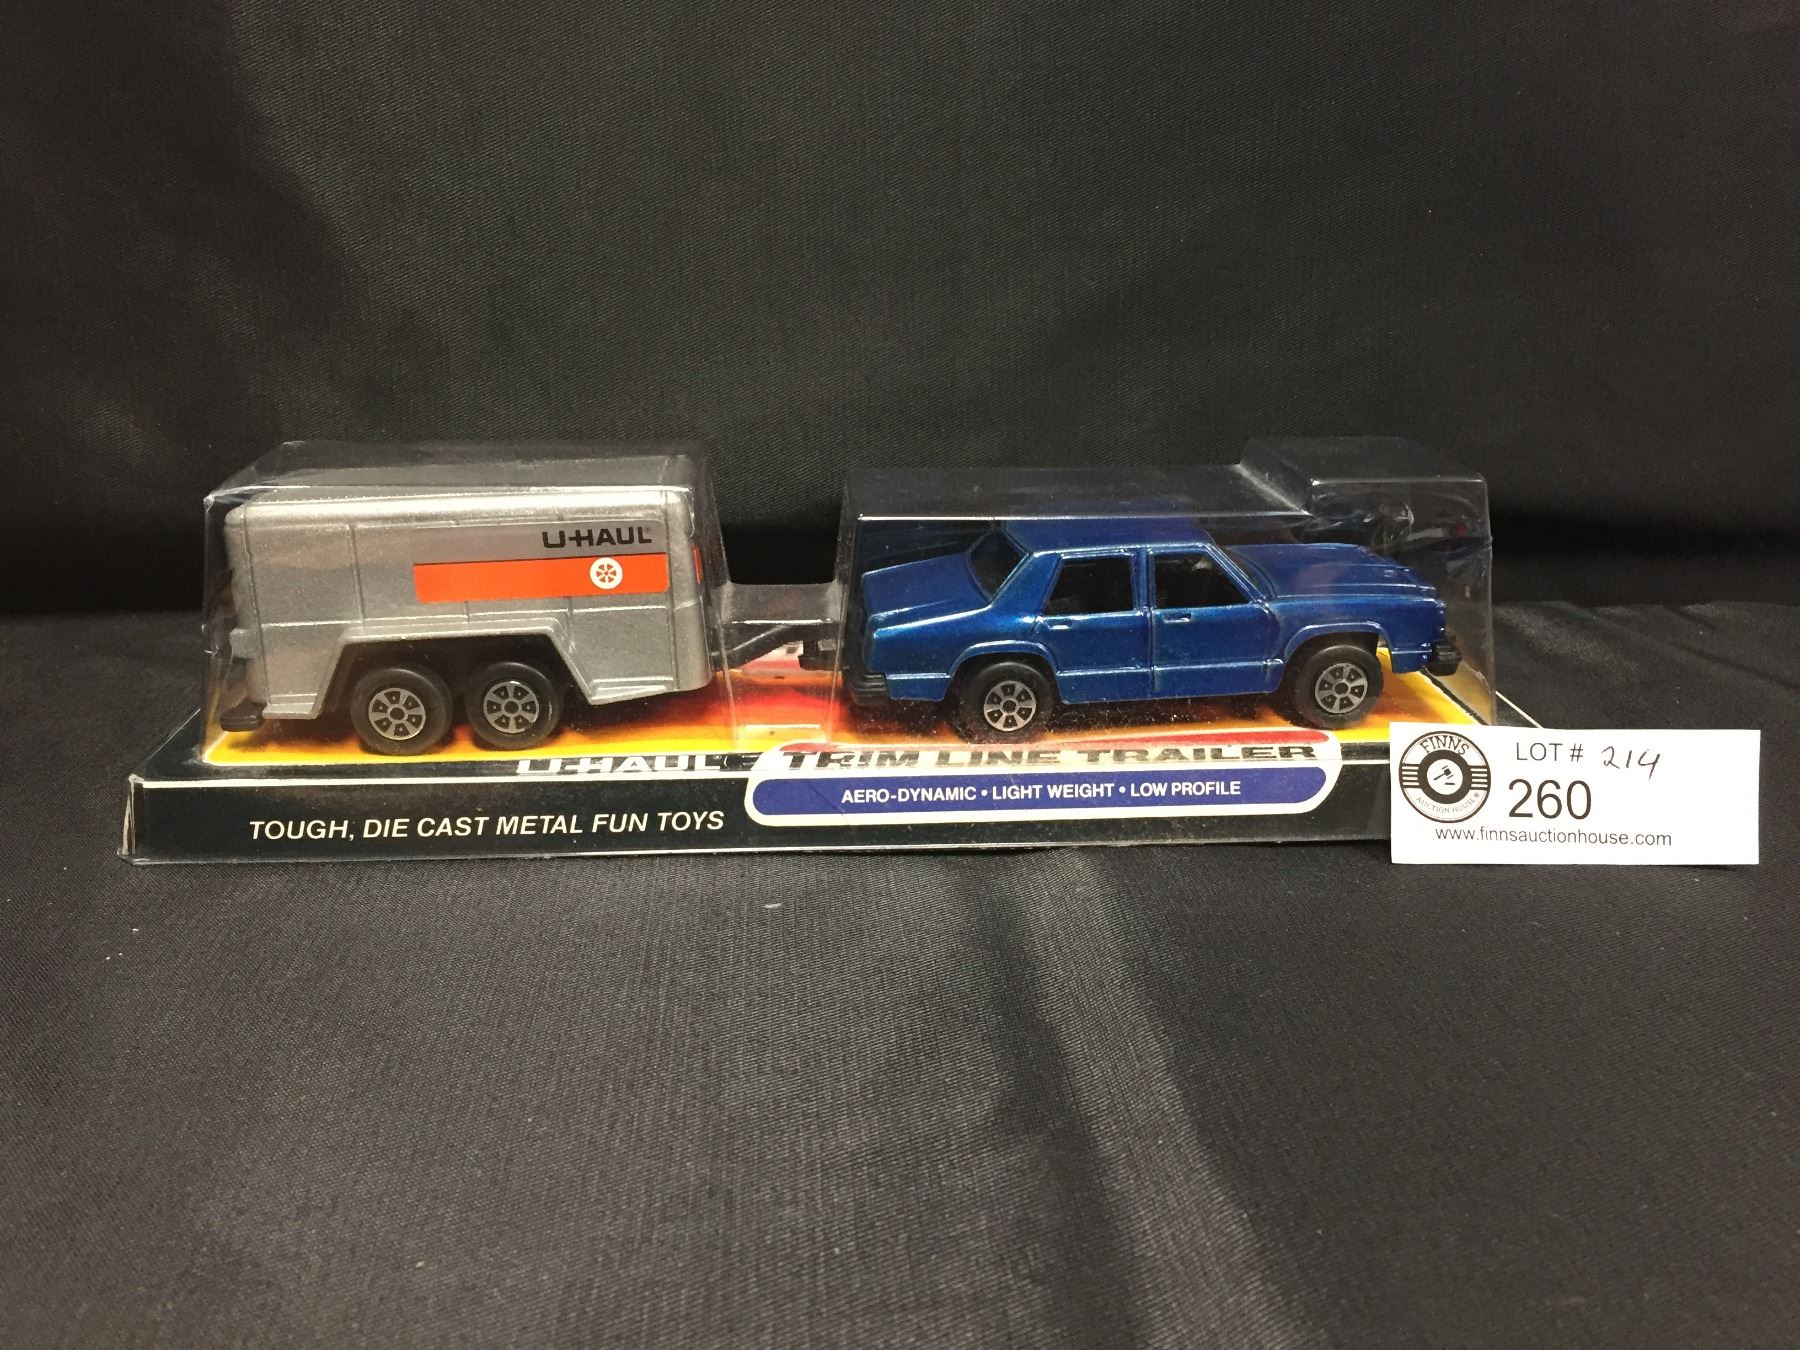 U-HAUL
U-HAUL TRIM LINE TRAILER
AERO-DYNAMIC • LIGHT WEIGHT • LOW PROFILE
TOUGH, DIE CAST METAL FUN TOYS
FINNS
AUCTION HOUSE
LOT # 214
260
www.finnsauctionhouse.com